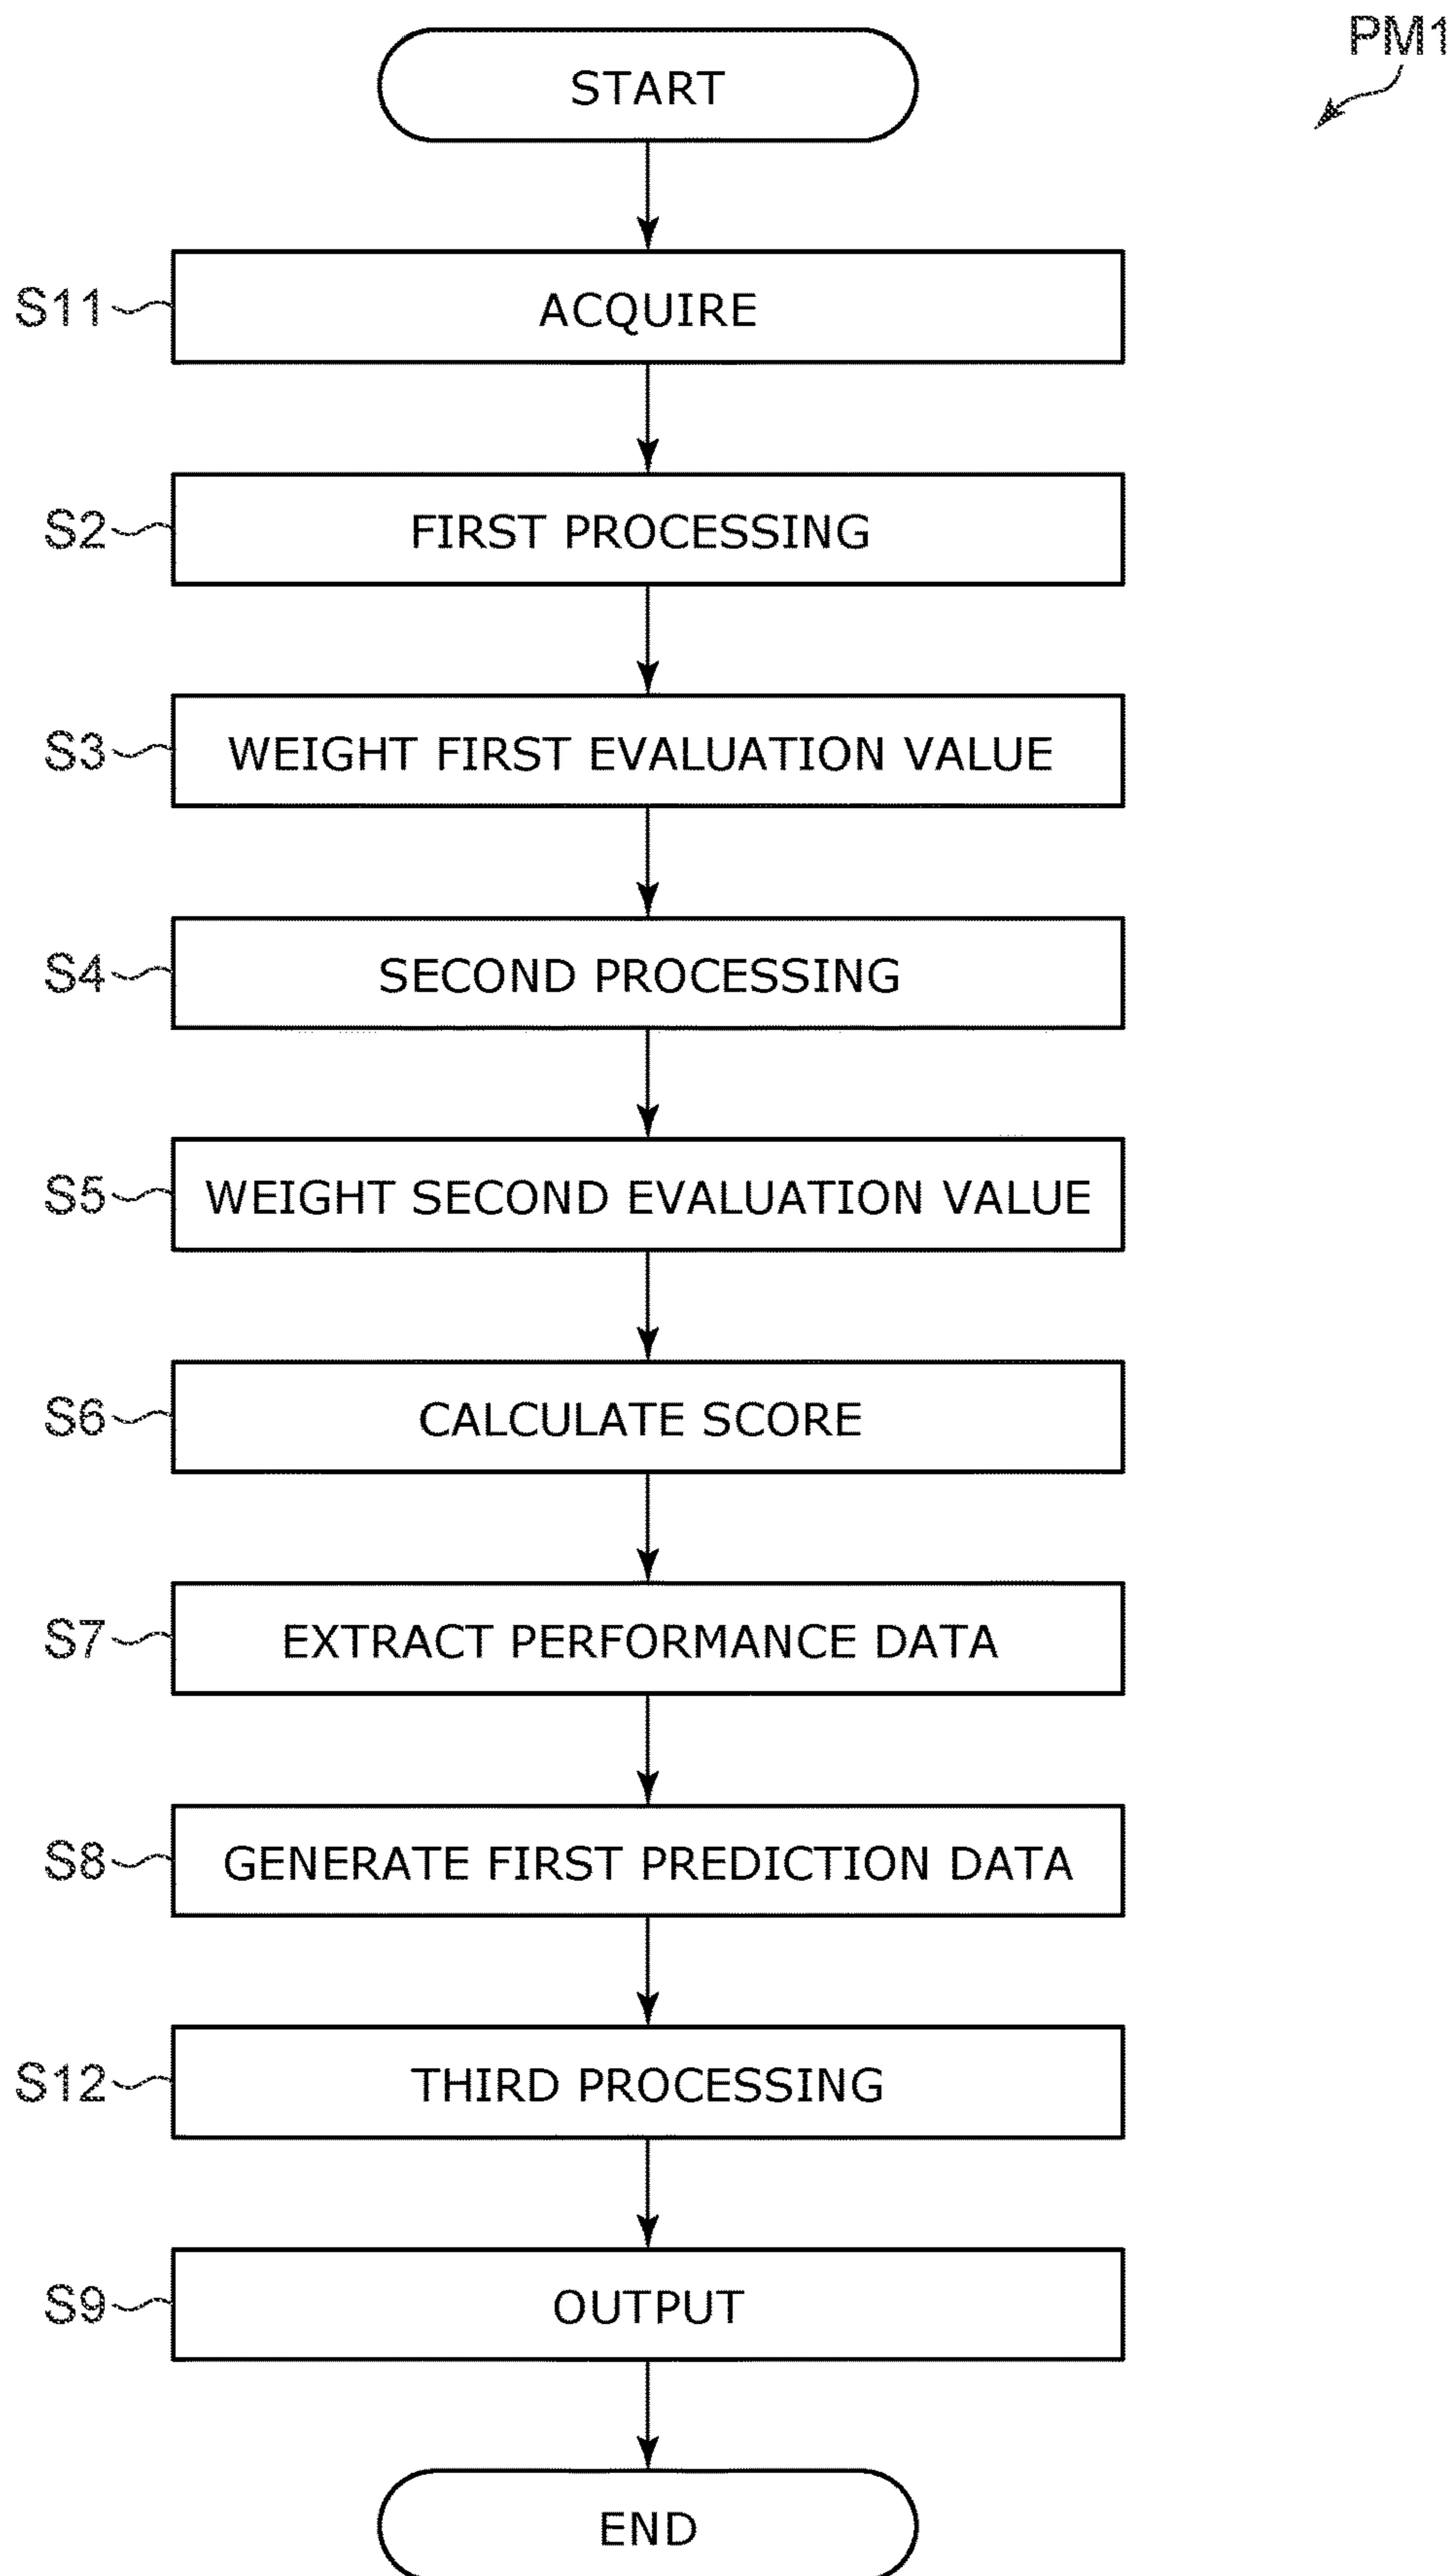 PM1
START
S11 ACQUIRE
S2 FIRST PROCESSING
S3 WEIGHT FIRST EVALUATION VALUE
S4 SECOND PROCESSING
S5 WEIGHT SECOND EVALUATION VALUE
S6 CALCULATE SCORE
S7 EXTRACT PERFORMANCE DATA
S8 GENERATE FIRST PREDICTION DATA
S12 THIRD PROCESSING
S9 OUTPUT
END